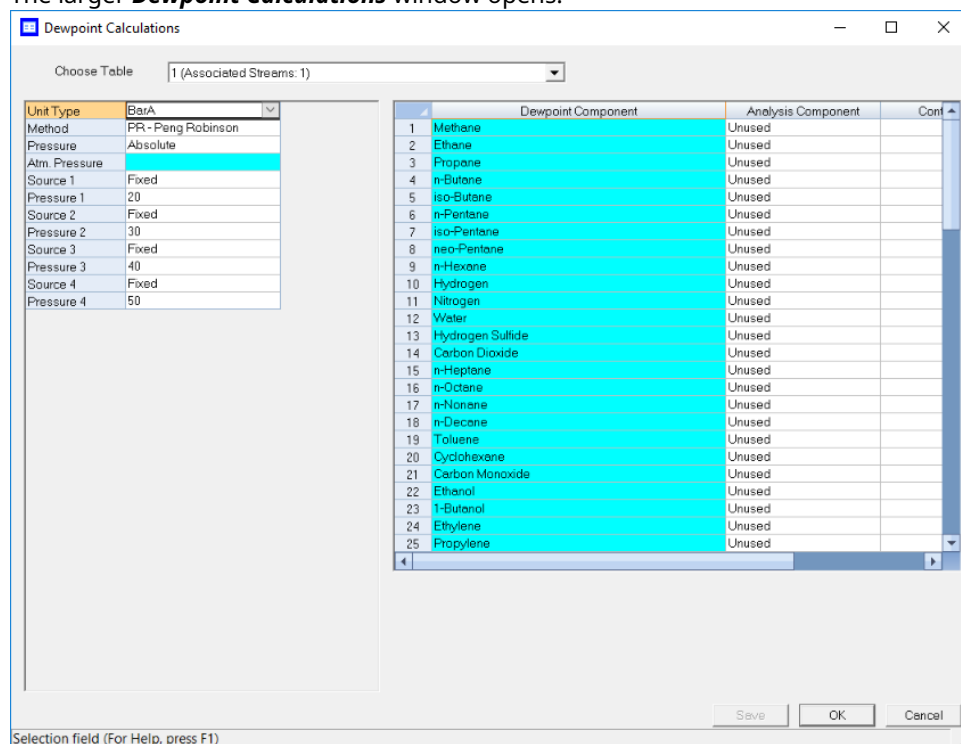 The larger Dewpoint Calculations window opens.
Dewpoint Calculations
Choose Table 1 (Associated Streams: 1)
Unit Type BarA
Method PR - Peng Robinson
Pressure Absolute
Atm. Pressure
Source 1 Fixed
Pressure 1 20
Source 2 Fixed
Pressure 2 30
Source 3 Fixed
Pressure 3 40
Source 4 Fixed
Pressure 4 50
Dewpoint Component Analysis Component Conf
1 Methane Unused
2 Ethane Unused
3 Propane Unused
4 n-Butane Unused
5 iso-Butane Unused
6 n-Pentane Unused
7 iso-Pentane Unused
8 neo-Pentane Unused
9 n-Hexane Unused
10 Hydrogen Unused
11 Nitrogen Unused
12 Water Unused
13 Hydrogen Sulfide Unused
14 Carbon Dioxide Unused
15 n-Heptane Unused
16 n-Octane Unused
17 n-Nonane Unused
18 n-Decane Unused
19 Toluene Unused
20 Cyclohexane Unused
21 Carbon Monoxide Unused
22 Ethanol Unused
23 1-Butanol Unused
24 Ethylene Unused
25 Propylene Unused
Save OK Cancel
Selection field (For Help, press F1)